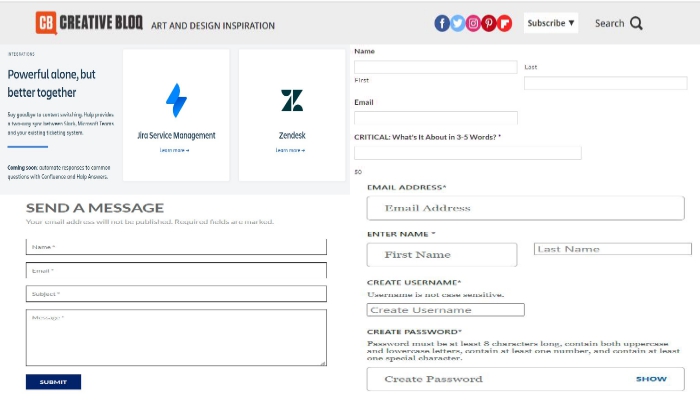 CB CREATIVE BLOQ ART AND DESIGN INSPIRATION
Subscribe ▼
Search
INTEGRATIONS
Powerful alone, but
better together
Say goodbye to context switching. Halp provides
a two-way sync between Slack, Microsoft Teams
and your existing ticketing system.
Coming soon: automate responses to common
questions with Confluence and Halp Answers.
Jira Service Management
Learn more →
Zendesk
Learn more →
SEND A MESSAGE
Your email address will not be published. Required fields are marked.
Name *
Email *
Subject *
Message *
SUBMIT
Name
First
Last
Email
CRITICAL: What's It About in 3-5 Words? *
50
EMAIL ADDRESS*
Email Address
ENTER NAME *
First Name
Last Name
CREATE USERNAME*
Username is not case sensitive.
Create Username
CREATE PASSWORD*
Password must be at least 8 characters long, contain both uppercase
and lowercase letters, contain at least one number, and contain at least
one special character.
Create Password
SHOW